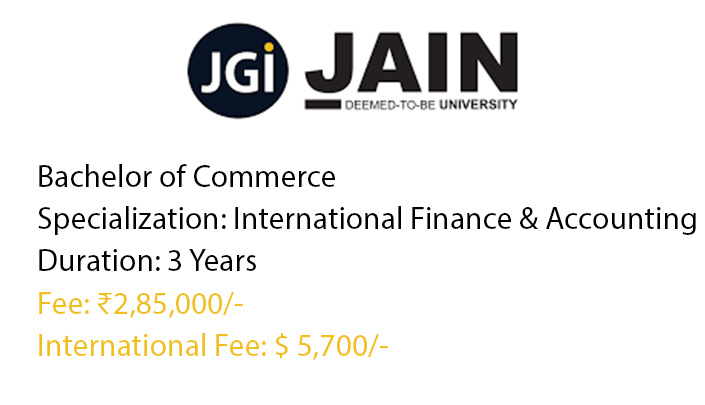 JGi JAIN
DEEMED-TO-BE UNIVERSITY
Bachelor of Commerce
Specialization: International Finance & Accounting
Duration: 3 Years
Fee: ₹2,85,000/-
International Fee: $ 5,700/-